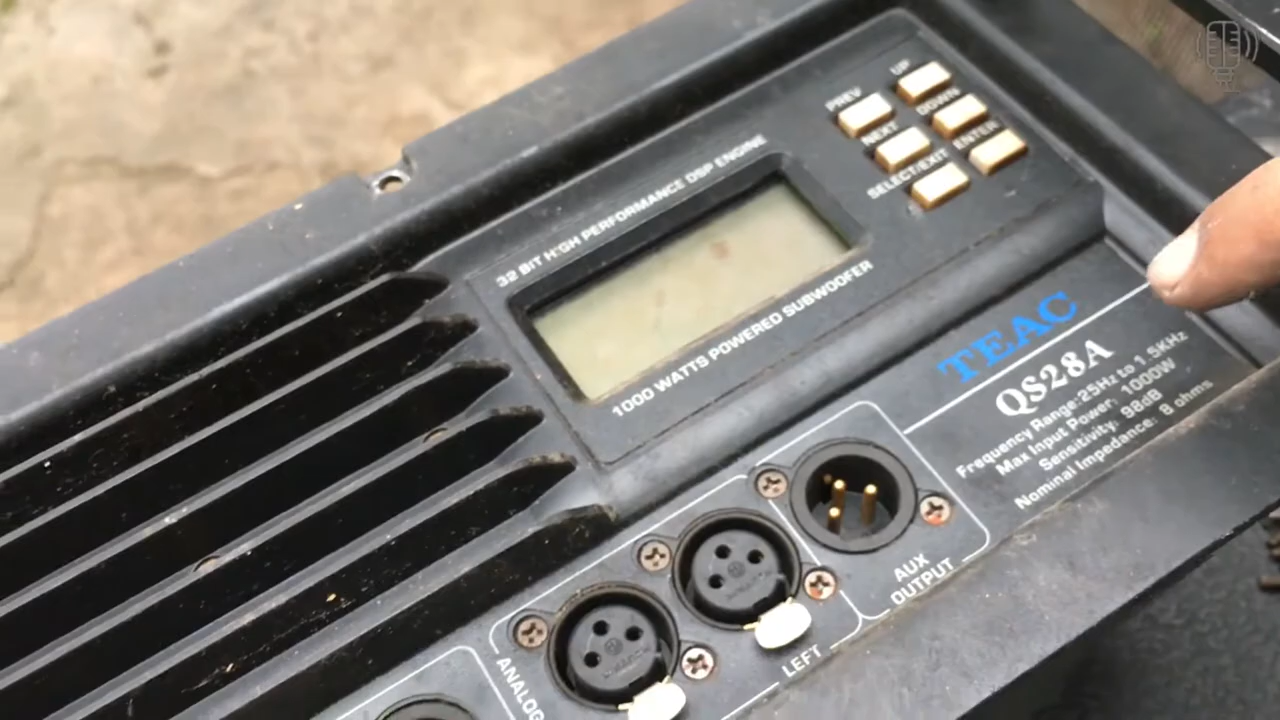 PREV
UP
NEXT
DOWN
SELECT/EXIT
ENTER
32 BIT HIGH PERFORMANCE DSP ENGINE
1000 WATTS POWERED SUBWOOFER
TEAC
QS28A
Frequency Range:25Hz to 1.5KHz
Max Input Power: 1000W
Sensitivity: 98dB
Nominal Impedance: 8 ohms
AUX
OUTPUT
LEFT
ANALOG